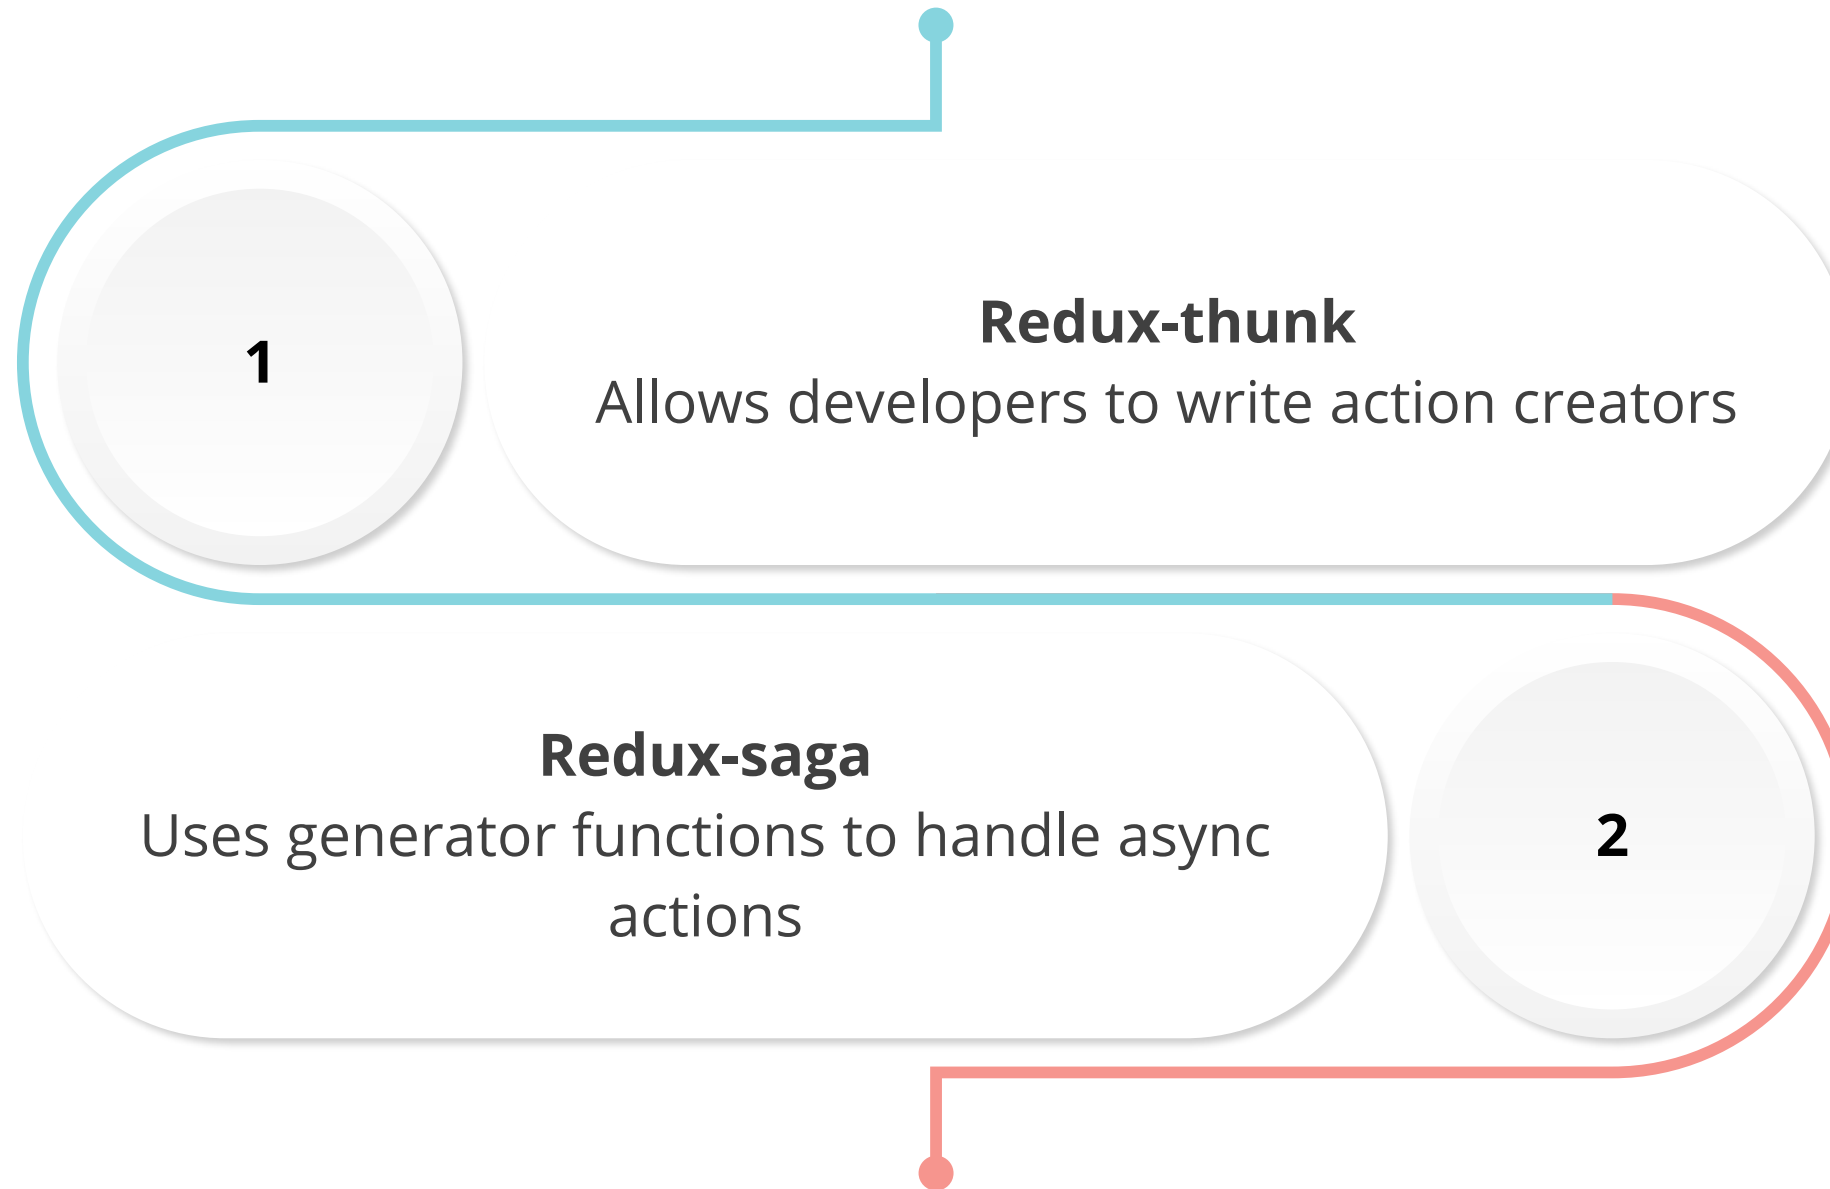 1
Redux-thunk
Allows developers to write action creators
Redux-saga
Uses generator functions to handle async
actions
2